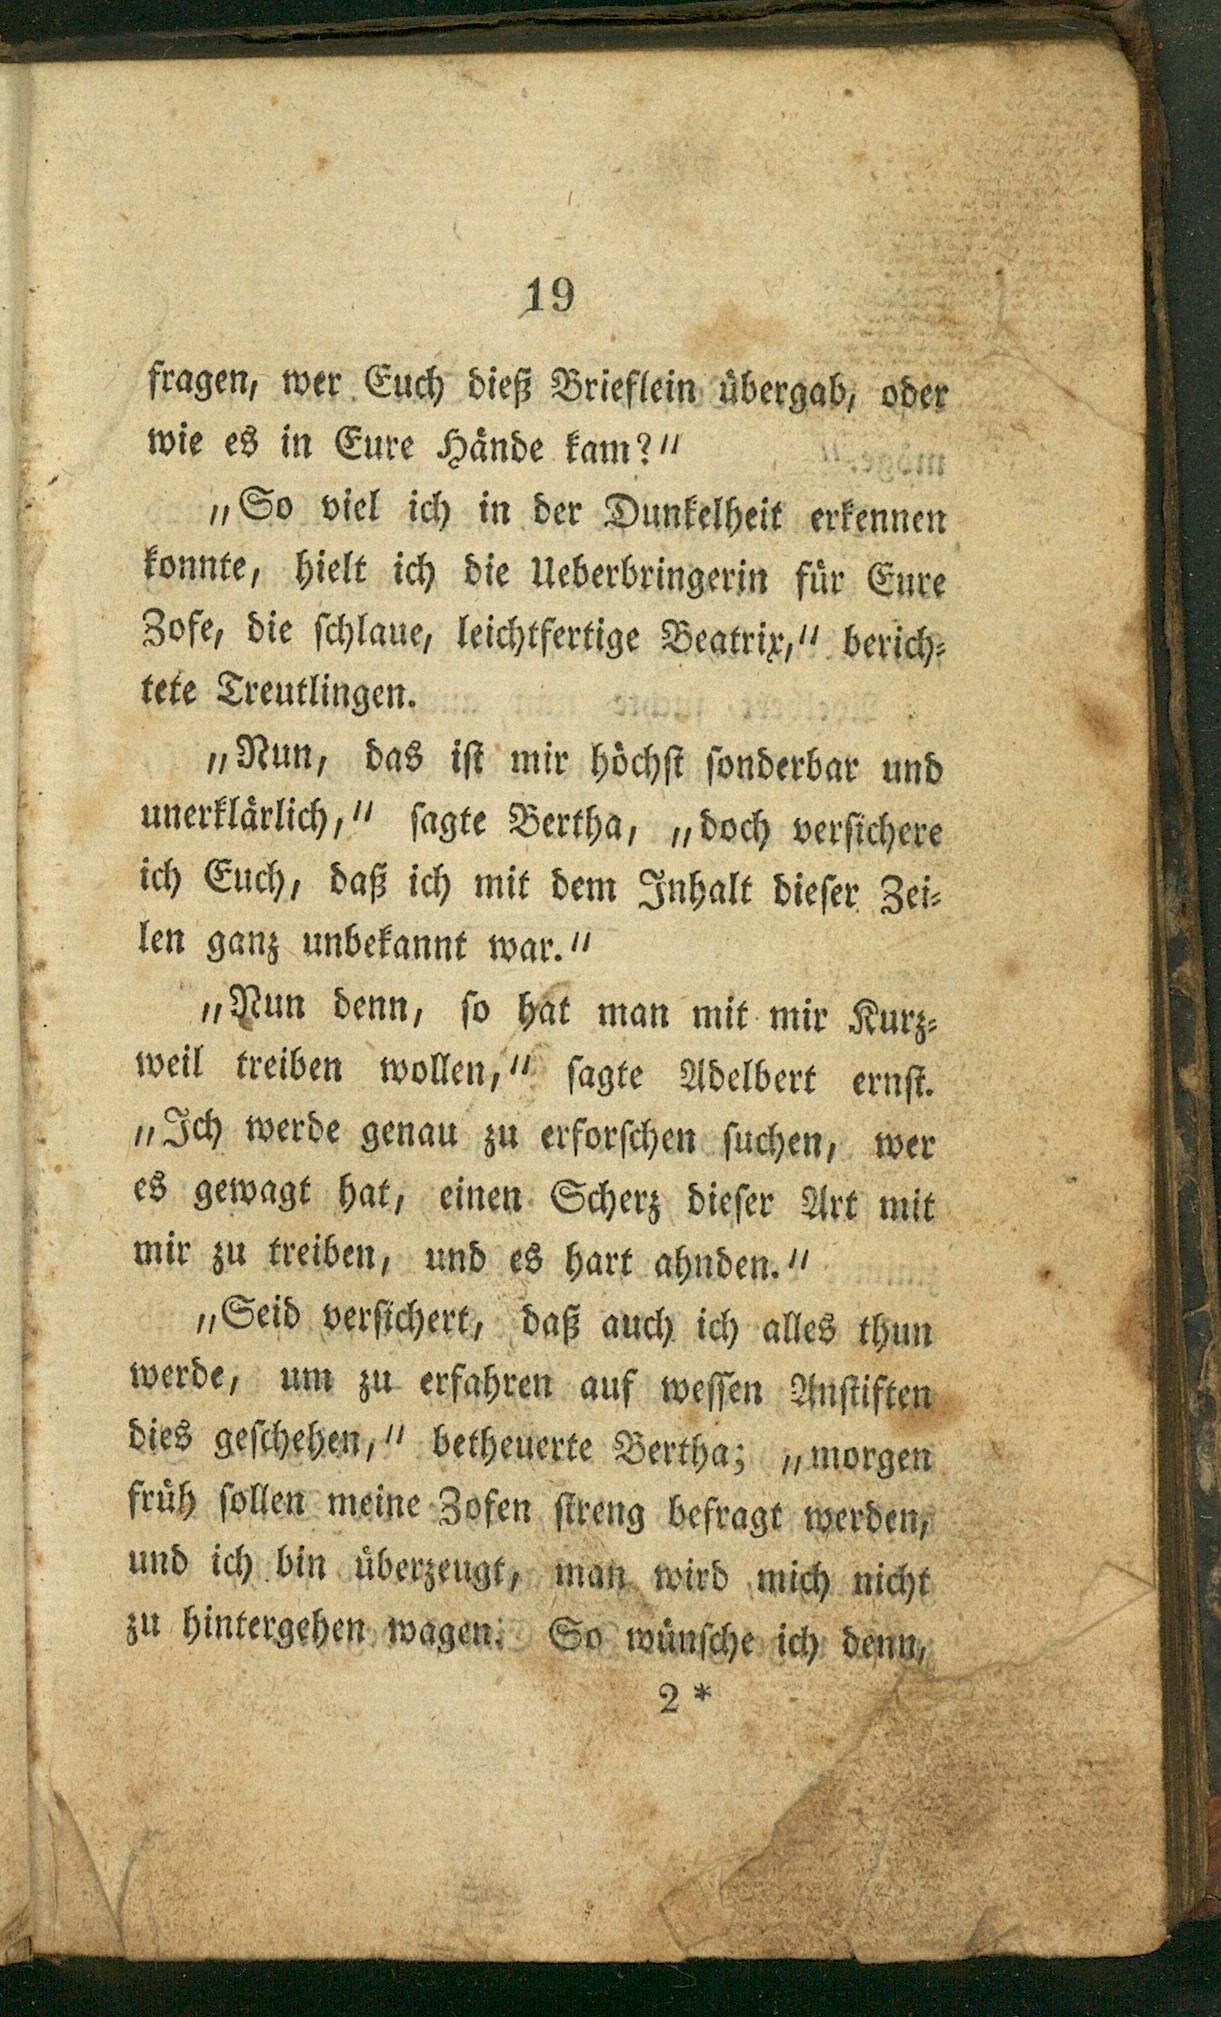 19
fragen, wer Euch dieß Brieflein übergab, oder
wie es in Eure Hände kam?"
„So viel ich in der Dunkelheit erkennen
konnte, hielt ich die Ueberbringerin für Eure
Zofe, die schlaue, leichtfertige Beatrix," berich⸗
tete Treutlingen.
„Nun, das ist mir höchst sonderbar und
unerklärlich," sagte Bertha, „doch versichere
ich Euch, daß ich mit dem Inhalt dieser Zei⸗
len ganz unbekannt war."
„Nun denn, so hat man mit mir Kurz⸗
weil treiben wollen," sagte Adelbert ernst.
„Ich werde genau zu erforschen suchen, wer
es gewagt hat, einen Scherz dieser Art mit
mir zu treiben, und es hart ahnden."
„Seid versichert, daß auch ich alles thun
werde, um zu erfahren auf wessen Anstiften
dies geschehen," betheuerte Bertha; „morgen
früh sollen meine Zofen streng befragt werden,
und ich bin überzeugt, man wird mich nicht
zu hintergehen wagen. So wünsche ich denn,
2 *